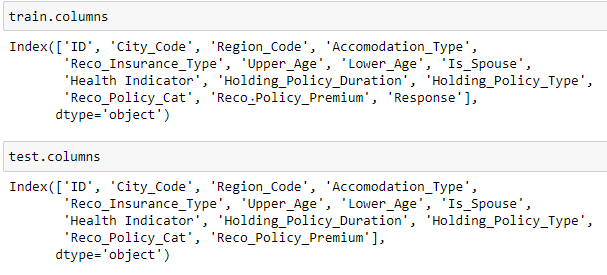 train.columns
Index(['ID', 'City_Code', 'Region_Code', 'Accomodation_Type',
'Reco_Insurance_Type', 'Upper_Age', 'Lower_Age', 'Is_Spouse',
'Health Indicator', 'Holding_Policy_Duration', 'Holding_Policy_Type',
'Reco_Policy_Cat', 'Reco_Policy_Premium', 'Response'],
dtype='object')
test.columns
Index(['ID', 'City_Code', 'Region_Code', 'Accomodation_Type',
'Reco_Insurance_Type', 'Upper_Age', 'Lower_Age', 'Is_Spouse',
'Health Indicator', 'Holding_Policy_Duration', 'Holding_Policy_Type',
'Reco_Policy_Cat', 'Reco_Policy_Premium'],
dtype='object')